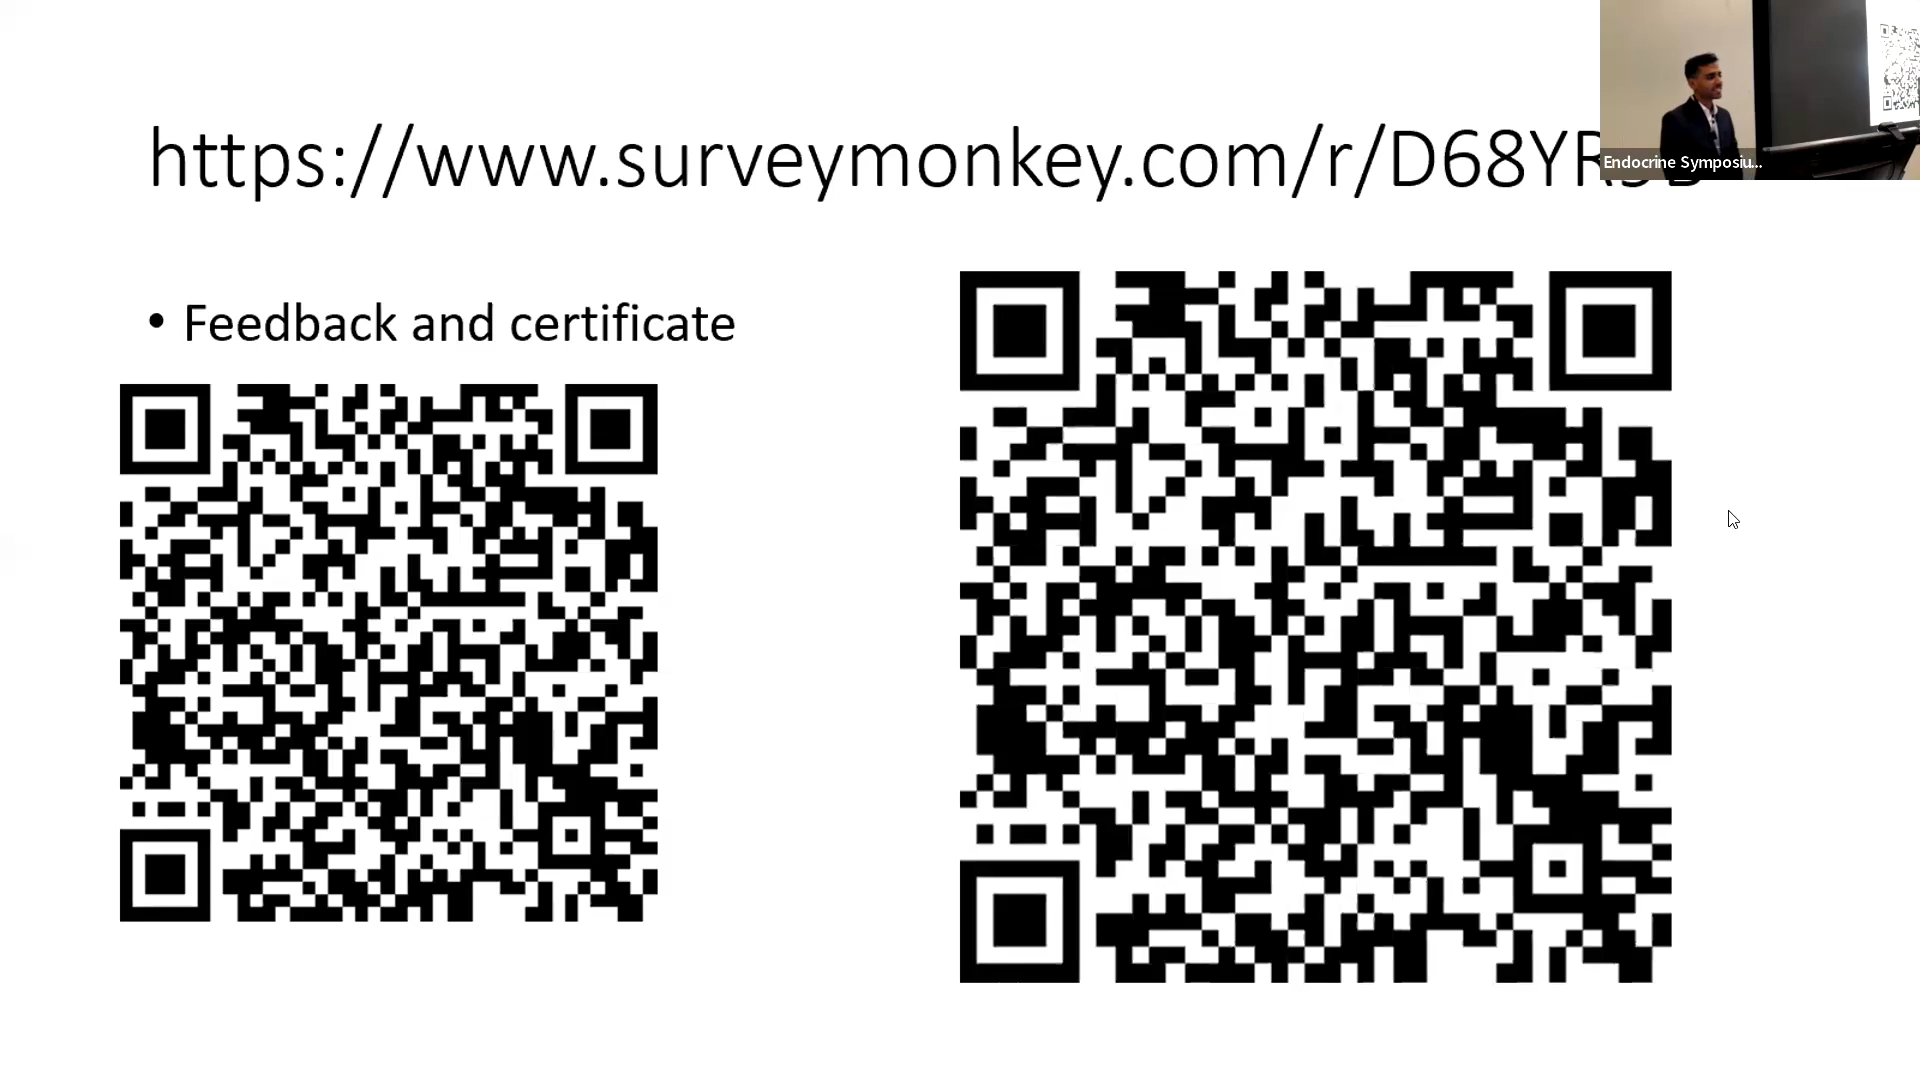 https://www.surveymonkey.com/r/D68YR
Feedback and certificate
Endocrine Symposiu...